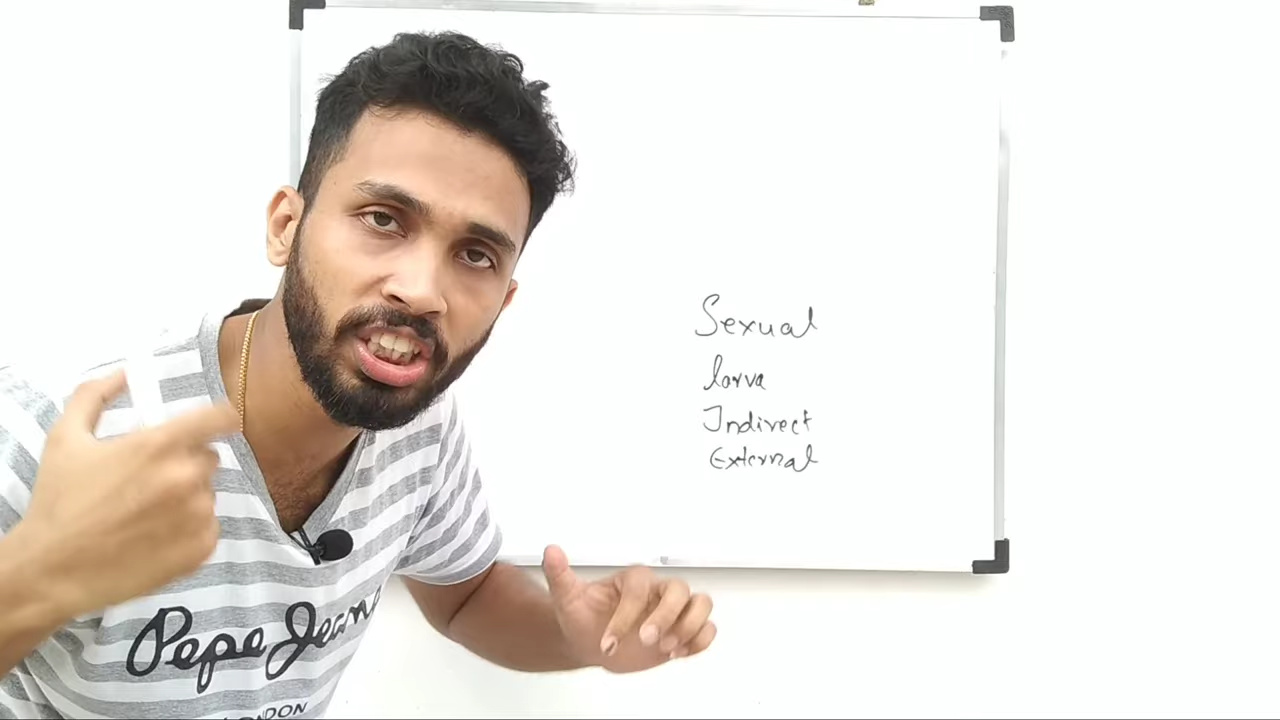 Sexual
larva
Indirect
External
Pepe Jeans
LONDON